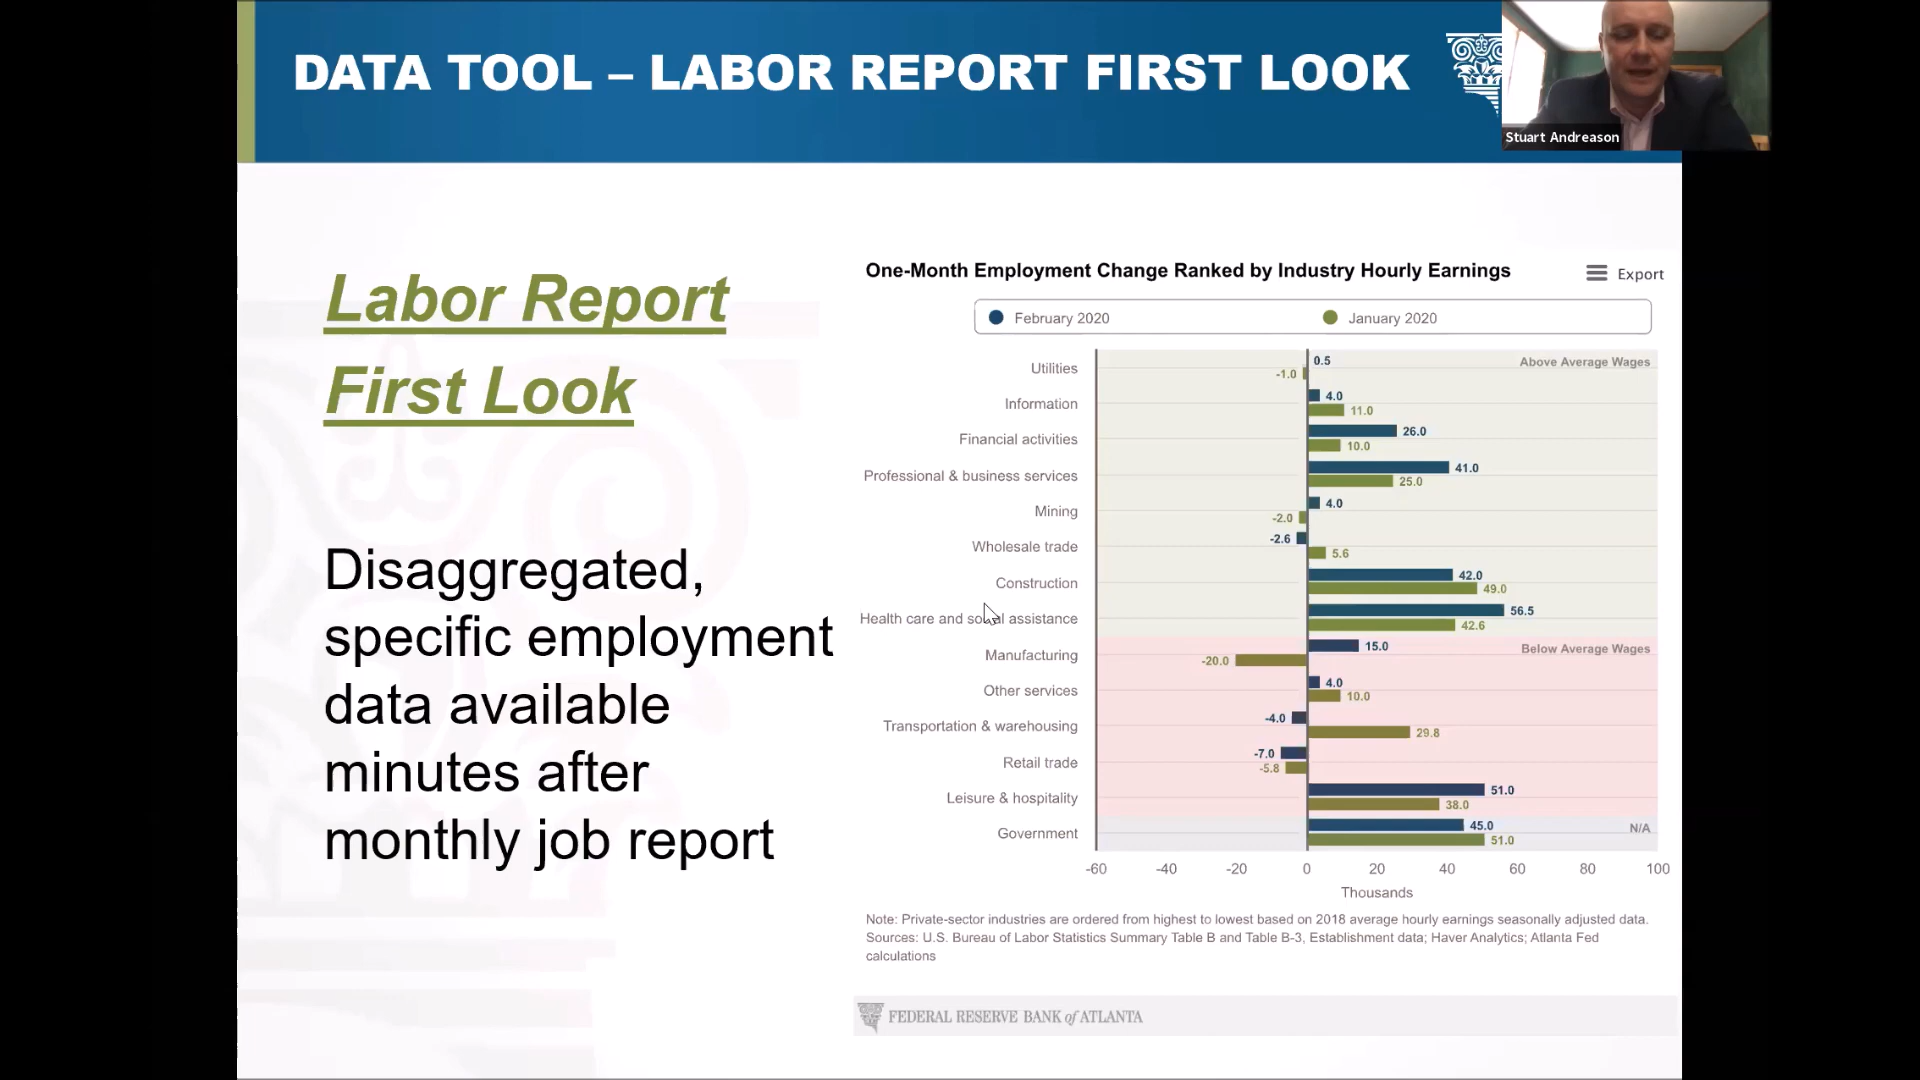 DATA TOOL – LABOR REPORT FIRST LOOK
Stuart Andreason
Labor Report
First Look
Disaggregated,
specific employment
data available
minutes after
monthly job report
One-Month Employment Change Ranked by Industry Hourly Earnings
Export
February 2020
January 2020
Above Average Wages
Utilities
0.5
-1.0
Information
4.0
11.0
Financial activities
26.0
10.0
Professional & business services
41.0
25.0
Mining
4.0
-2.0
Wholesale trade
-2.6
5.6
Construction
42.0
49.0
Health care and social assistance
56.5
42.6
Below Average Wages
Manufacturing
15.0
-20.0
Other services
4.0
10.0
Transportation & warehousing
-4.0
29.8
Retail trade
-7.0
-5.8
Leisure & hospitality
51.0
38.0
N/A
Government
45.0
51.0
-60 -40 -20 0 20 40 60 80 100
Thousands
Note: Private-sector industries are ordered from highest to lowest based on 2018 average hourly earnings seasonally adjusted data.
Sources: U.S. Bureau of Labor Statistics Summary Table B and Table B-3, Establishment data; Haver Analytics; Atlanta Fed
calculations
FEDERAL RESERVE BANK of ATLANTA